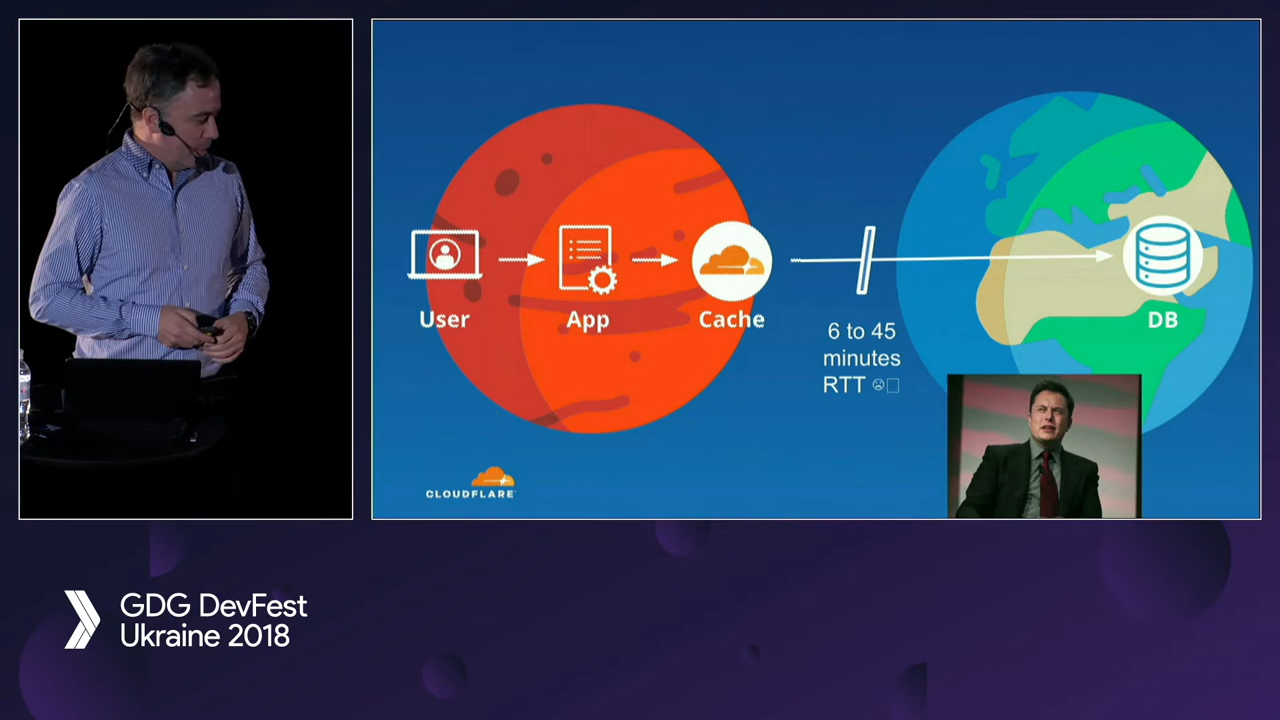 User
App
Cache
6 to 45
minutes
RTT ☹□
DB
CLOUDFLARE
GDG DevFest
Ukraine 2018